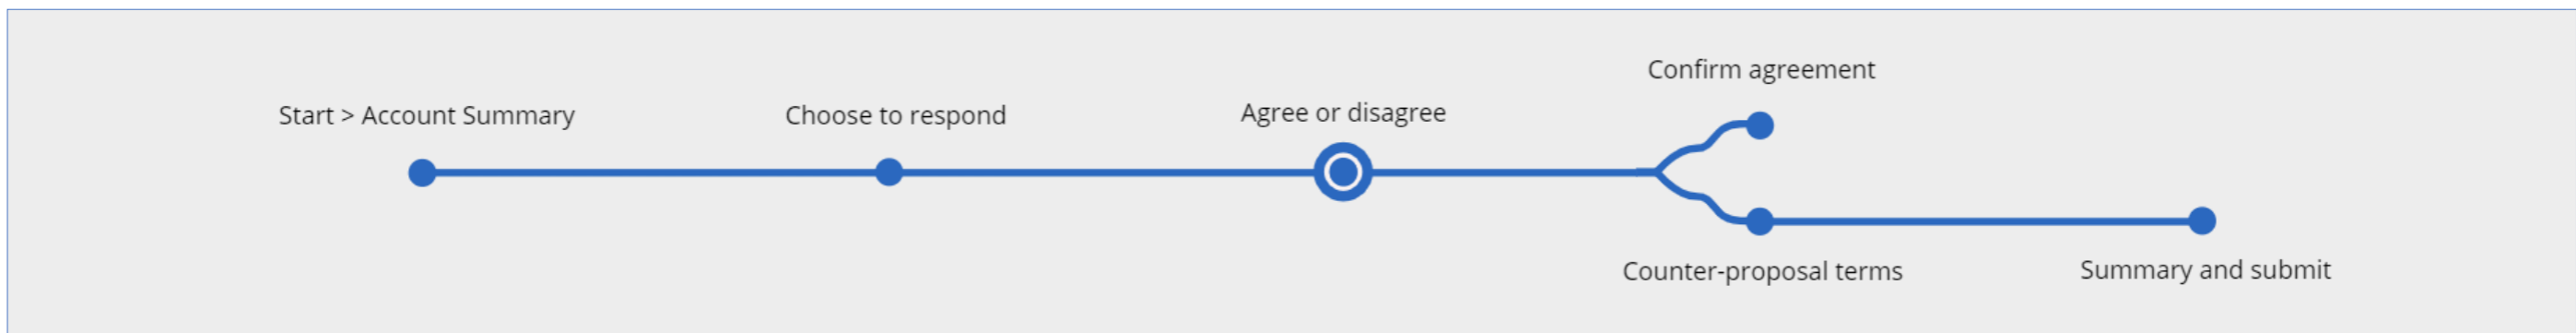 Start > Account Summary
Choose to respond
Agree or disagree
Confirm agreement
Counter-proposal terms
Summary and submit